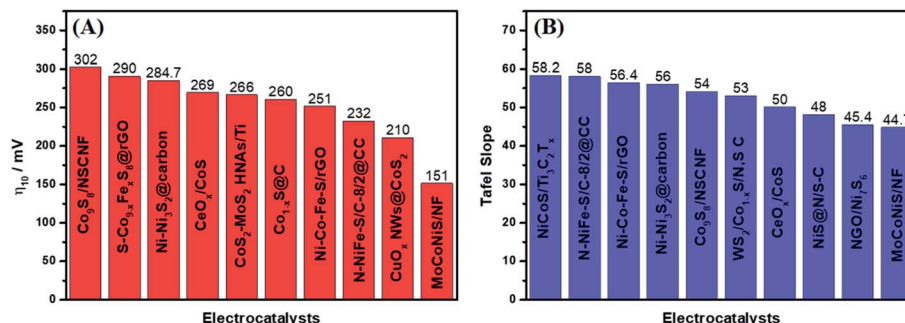 (A)
η10 / mV
350
300
250
200
150
100
50
0
302
290
284.7
269
266
260
251
232
210
151
Co9S8/NSCNF
S-Co9-xFexS8@rGO
Ni-Ni3S2@carbon
CeOx/CoS
CoS2-MoS2 HNAs/Ti
Co1-xS@C
Ni-Co-Fe-S/rGO
N-NiFe-S/C-8/2@CC
CuOx NWs@CoS2
MoCoNiS/NF
Electrocatalysts
(B)
Tafel Slope
70
60
50
40
30
20
10
0
58.2
58
56.4
56
54
53
50
48
45.4
44.7
NiCoS/Ti3C2Tx
N-NiFe-S/C-8/2@CC
Ni-Co-Fe-S/rGO
Ni-Ni3S2@carbon
Co9S8/NSCNF
WS2/Co1-xS/N,S C
CeOx/CoS
NiS@N/S-C
NGO/Ni7S6
MoCoNiS/NF
Electrocatalysts